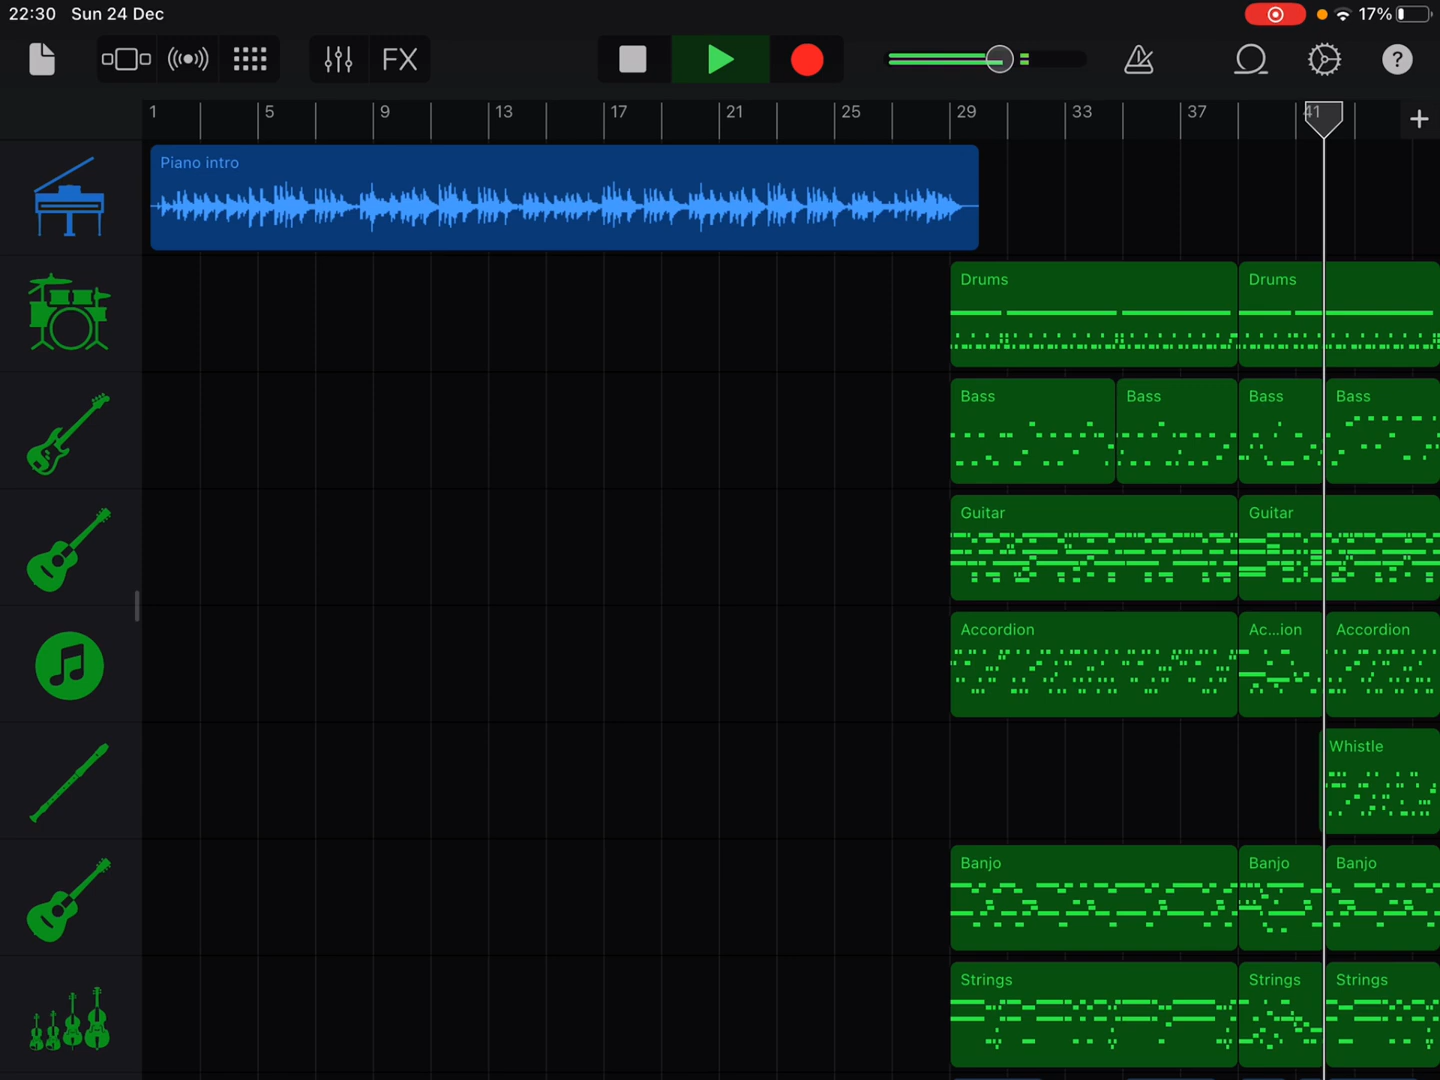 22:30 Sun 24 Dec 17%
FX ?
1 5 9 13 17 21 25 29 33 37 41 +
Piano intro
Drums Drums
Bass Bass Bass Bass
Guitar Guitar
Accordion Ac...ion Accordion
Whistle
Banjo Banjo Banjo
Strings Strings Strings